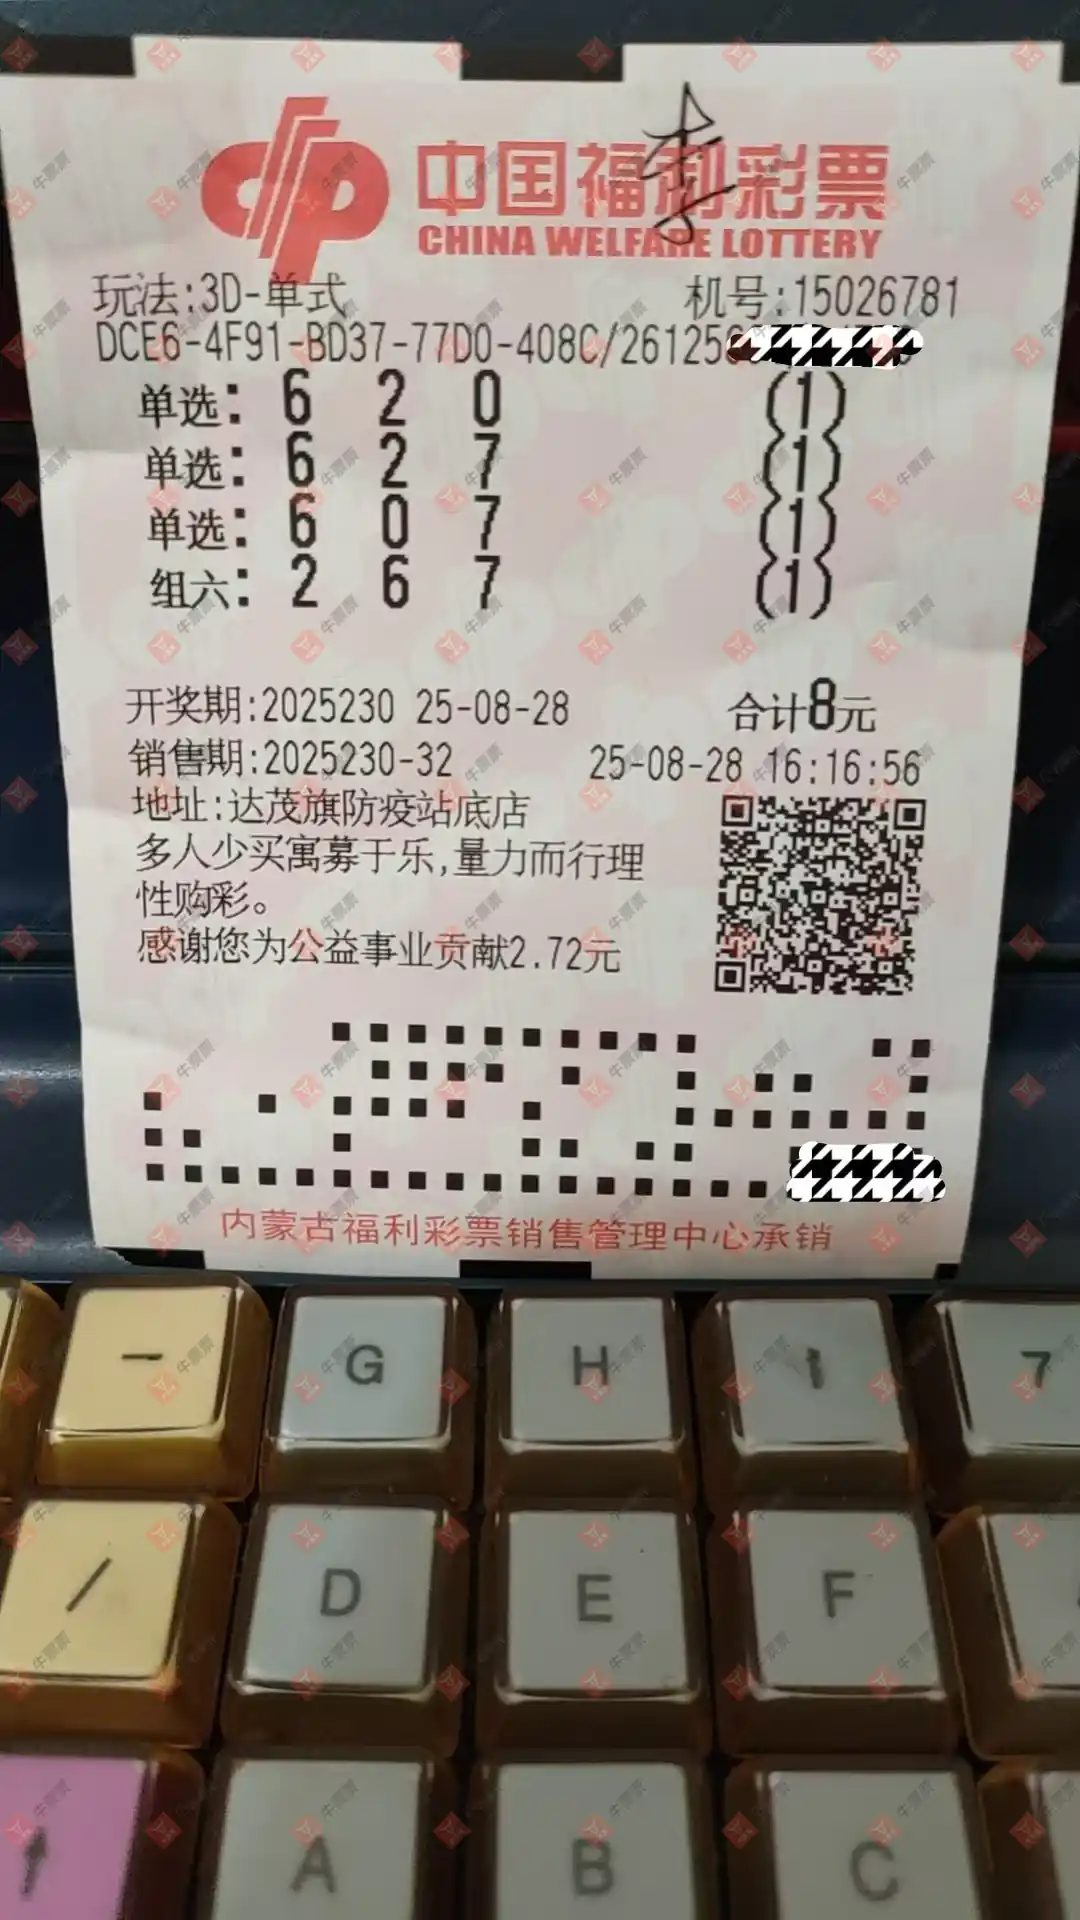 李
中国福利彩票
CHINA WELFARE LOTTERY
玩法:3D-单式 机号:15026781
DCE6-4F91-BD37-77D0-408C/261256
单选: 6 2 0 (1)
单选: 6 2 7 (1)
单选: 6 0 7 (1)
组六: 2 6 7 (1)
开奖期:2025230 25-08-28 合计8元
销售期:2025230-32 25-08-28 16:16:56
地址:达茂旗防疫站底店
多人少买寓募于乐,量力而行理
性购彩。
感谢您为公益事业贡献2.72元
内蒙古福利彩票销售管理中心承销
- G H 1 7
/ D E F
A B C
牛票票